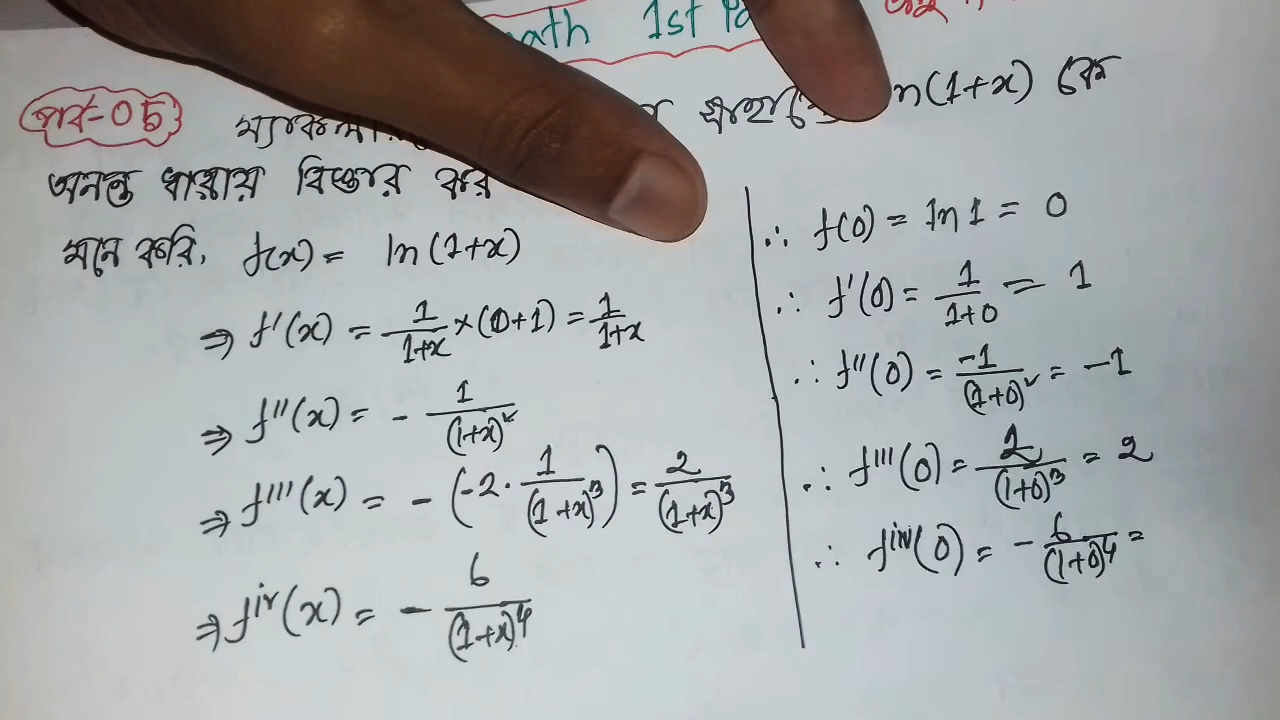 math 1st
পর্ব-05
ln(1+x) কে
অনন্ত ধারায় বিস্তার কর
মনে করি, f(x) = ln(1+x)
⇒ f'(x) = 1/(1+x) × (0+1) = 1/(1+x)
⇒ f''(x) = - 1/(1+x)²
⇒ f'''(x) = - (-2· 1/(1+x)³) = 2/(1+x)³
⇒ f^iv(x) = - 6/(1+x)⁴
∴ f(0) = ln 1 = 0
∴ f'(0) = 1/(1+0) = 1
∴ f''(0) = -1/(1+0)² = -1
∴ f'''(0) = 2/(1+0)³ = 2
∴ f^iv(0) = - 6/(1+0)⁴ =